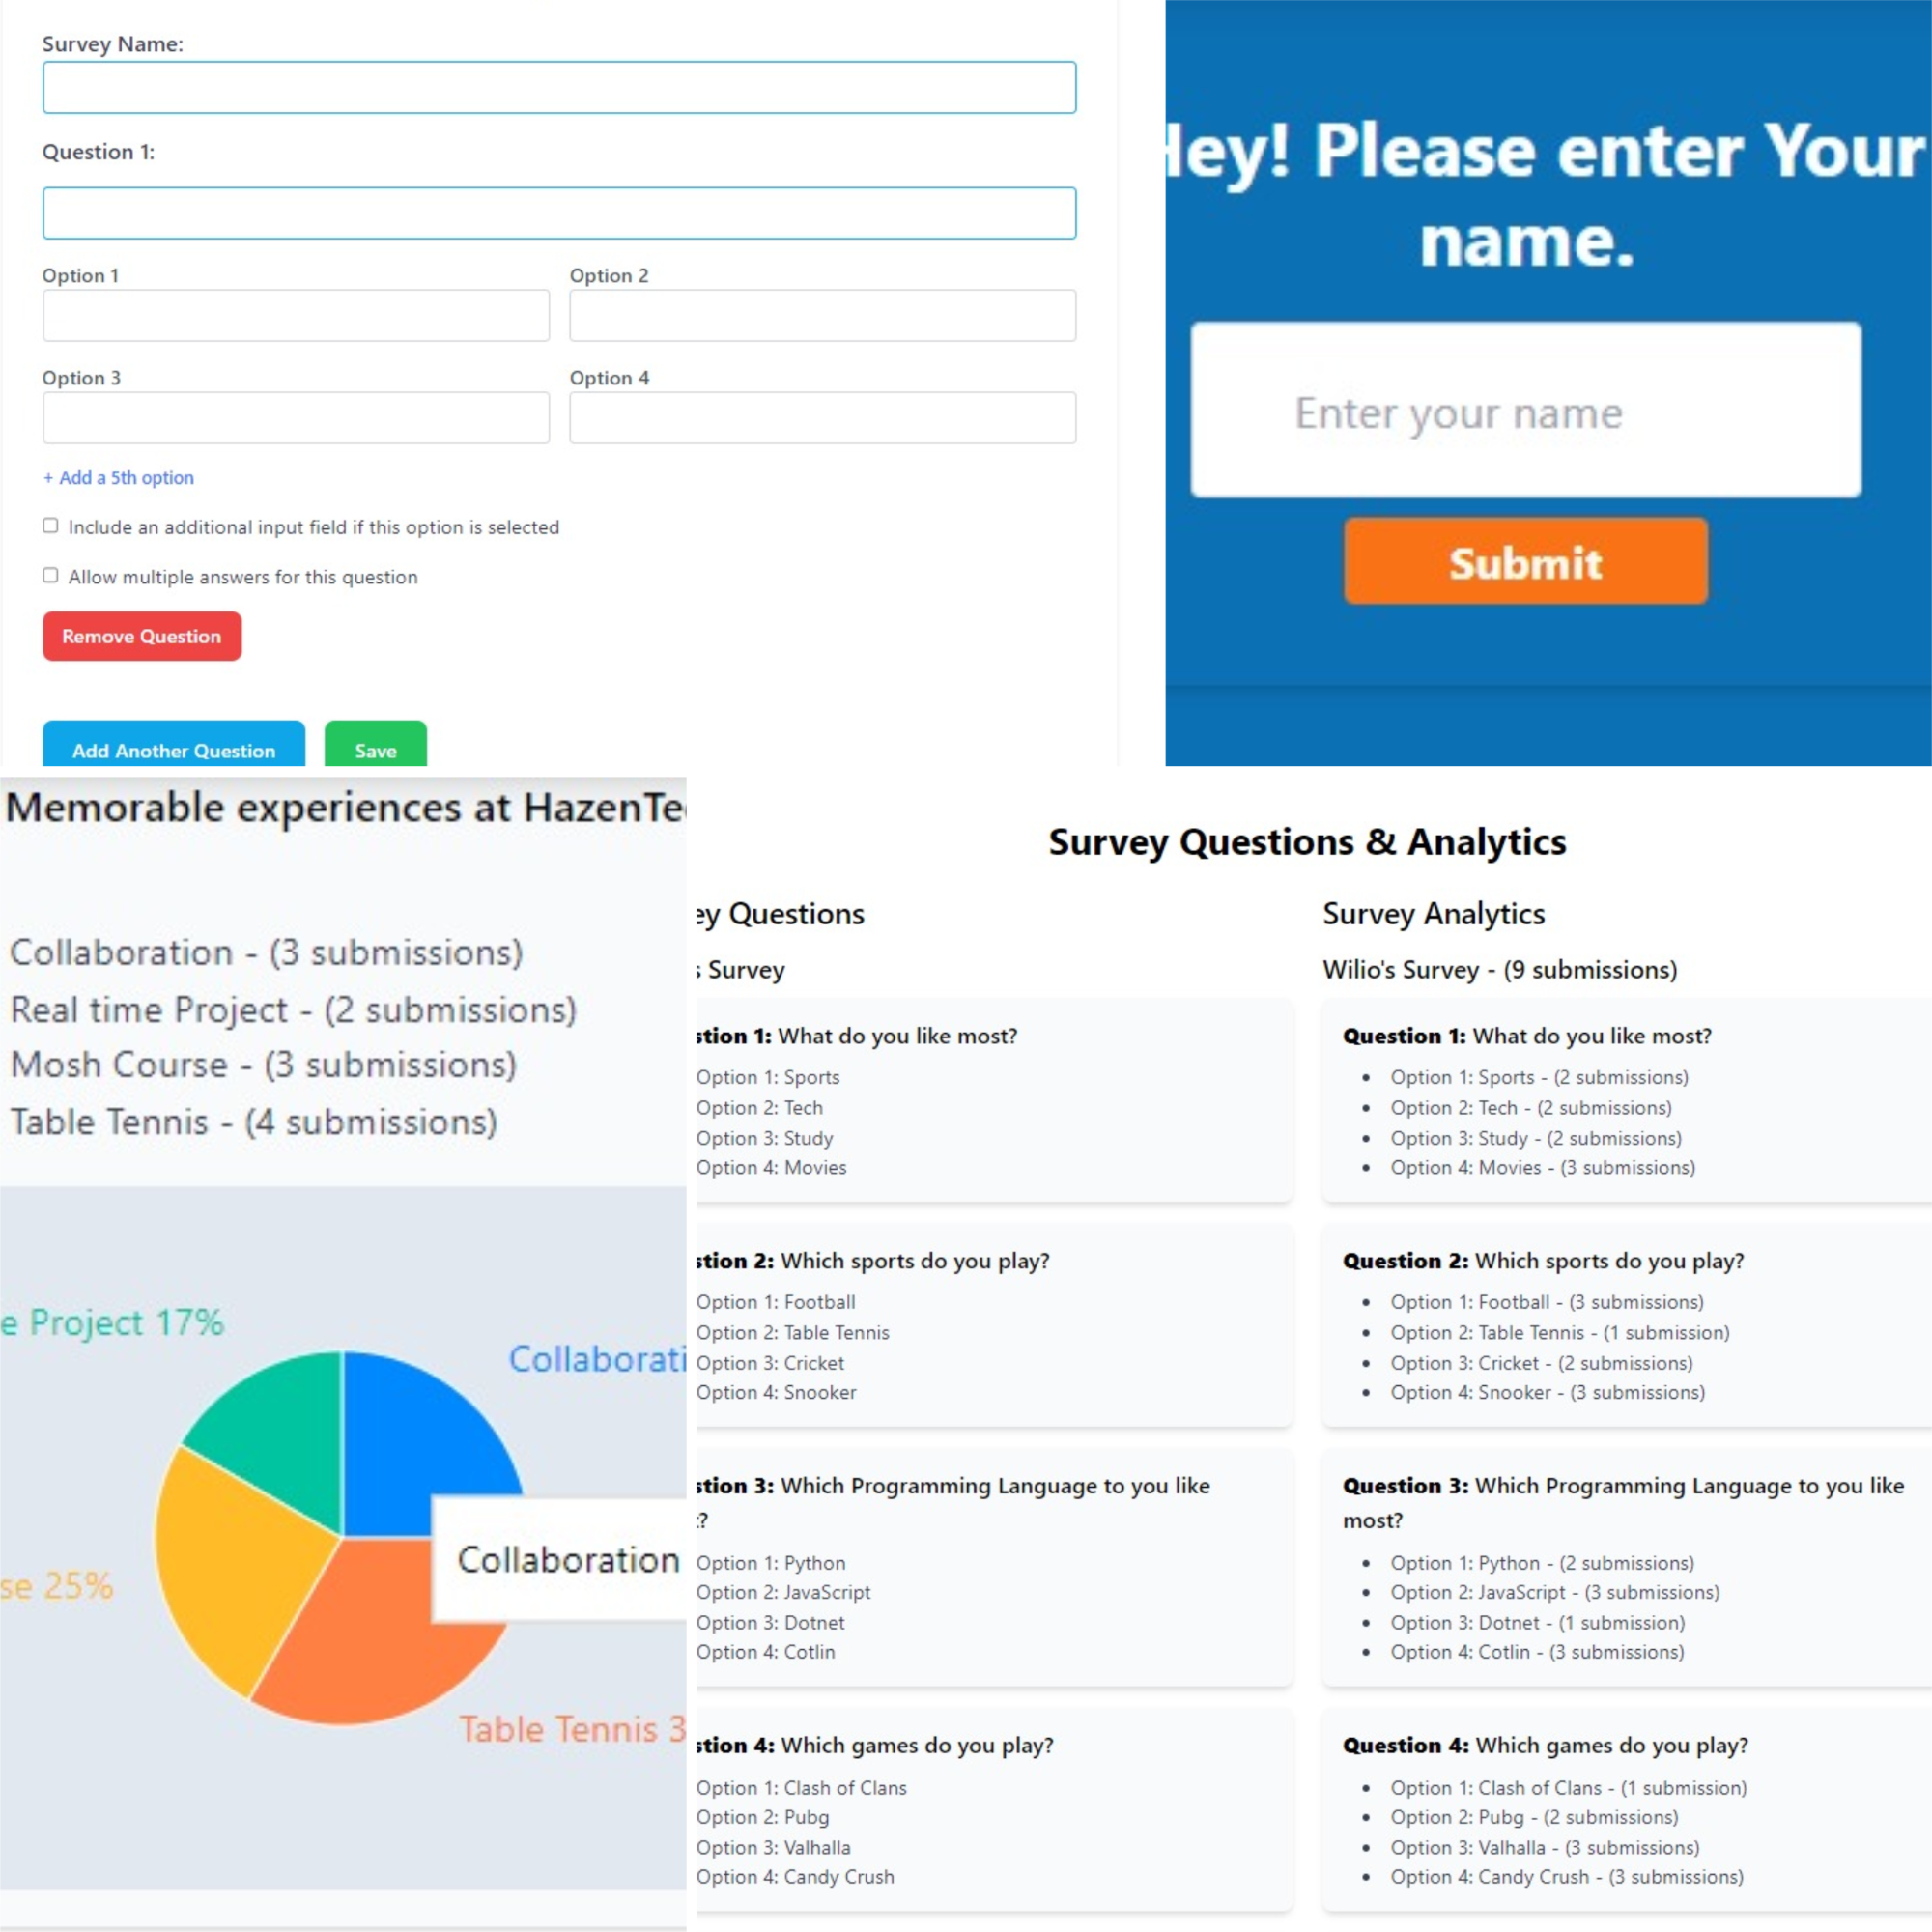 Survey Name:
Question 1:
Option 1
Option 2
Option 3
Option 4
+ Add a 5th option
Include an additional input field if this option is selected
Allow multiple answers for this question
Remove Question
Add Another Question
Save
Hey! Please enter Your
name.
Enter your name
Submit
Memorable experiences at HazenTe
Collaboration - (3 submissions)
Real time Project - (2 submissions)
Mosh Course - (3 submissions)
Table Tennis - (4 submissions)
e Project 17%
Collaborati
se 25%
Collaboration
Table Tennis 3
Survey Questions & Analytics
ey Questions
s Survey
stion 1: What do you like most?
Option 1: Sports
Option 2: Tech
Option 3: Study
Option 4: Movies
stion 2: Which sports do you play?
Option 1: Football
Option 2: Table Tennis
Option 3: Cricket
Option 4: Snooker
stion 3: Which Programming Language to you like
?
Option 1: Python
Option 2: JavaScript
Option 3: Dotnet
Option 4: Cotlin
stion 4: Which games do you play?
Option 1: Clash of Clans
Option 2: Pubg
Option 3: Valhalla
Option 4: Candy Crush
Survey Analytics
Wilio's Survey - (9 submissions)
Question 1: What do you like most?
Option 1: Sports - (2 submissions)
Option 2: Tech - (2 submissions)
Option 3: Study - (2 submissions)
Option 4: Movies - (3 submissions)
Question 2: Which sports do you play?
Option 1: Football - (3 submissions)
Option 2: Table Tennis - (1 submission)
Option 3: Cricket - (2 submissions)
Option 4: Snooker - (3 submissions)
Question 3: Which Programming Language to you like
most?
Option 1: Python - (2 submissions)
Option 2: JavaScript - (3 submissions)
Option 3: Dotnet - (1 submission)
Option 4: Cotlin - (3 submissions)
Question 4: Which games do you play?
Option 1: Clash of Clans - (1 submission)
Option 2: Pubg - (2 submissions)
Option 3: Valhalla - (3 submissions)
Option 4: Candy Crush - (3 submissions)